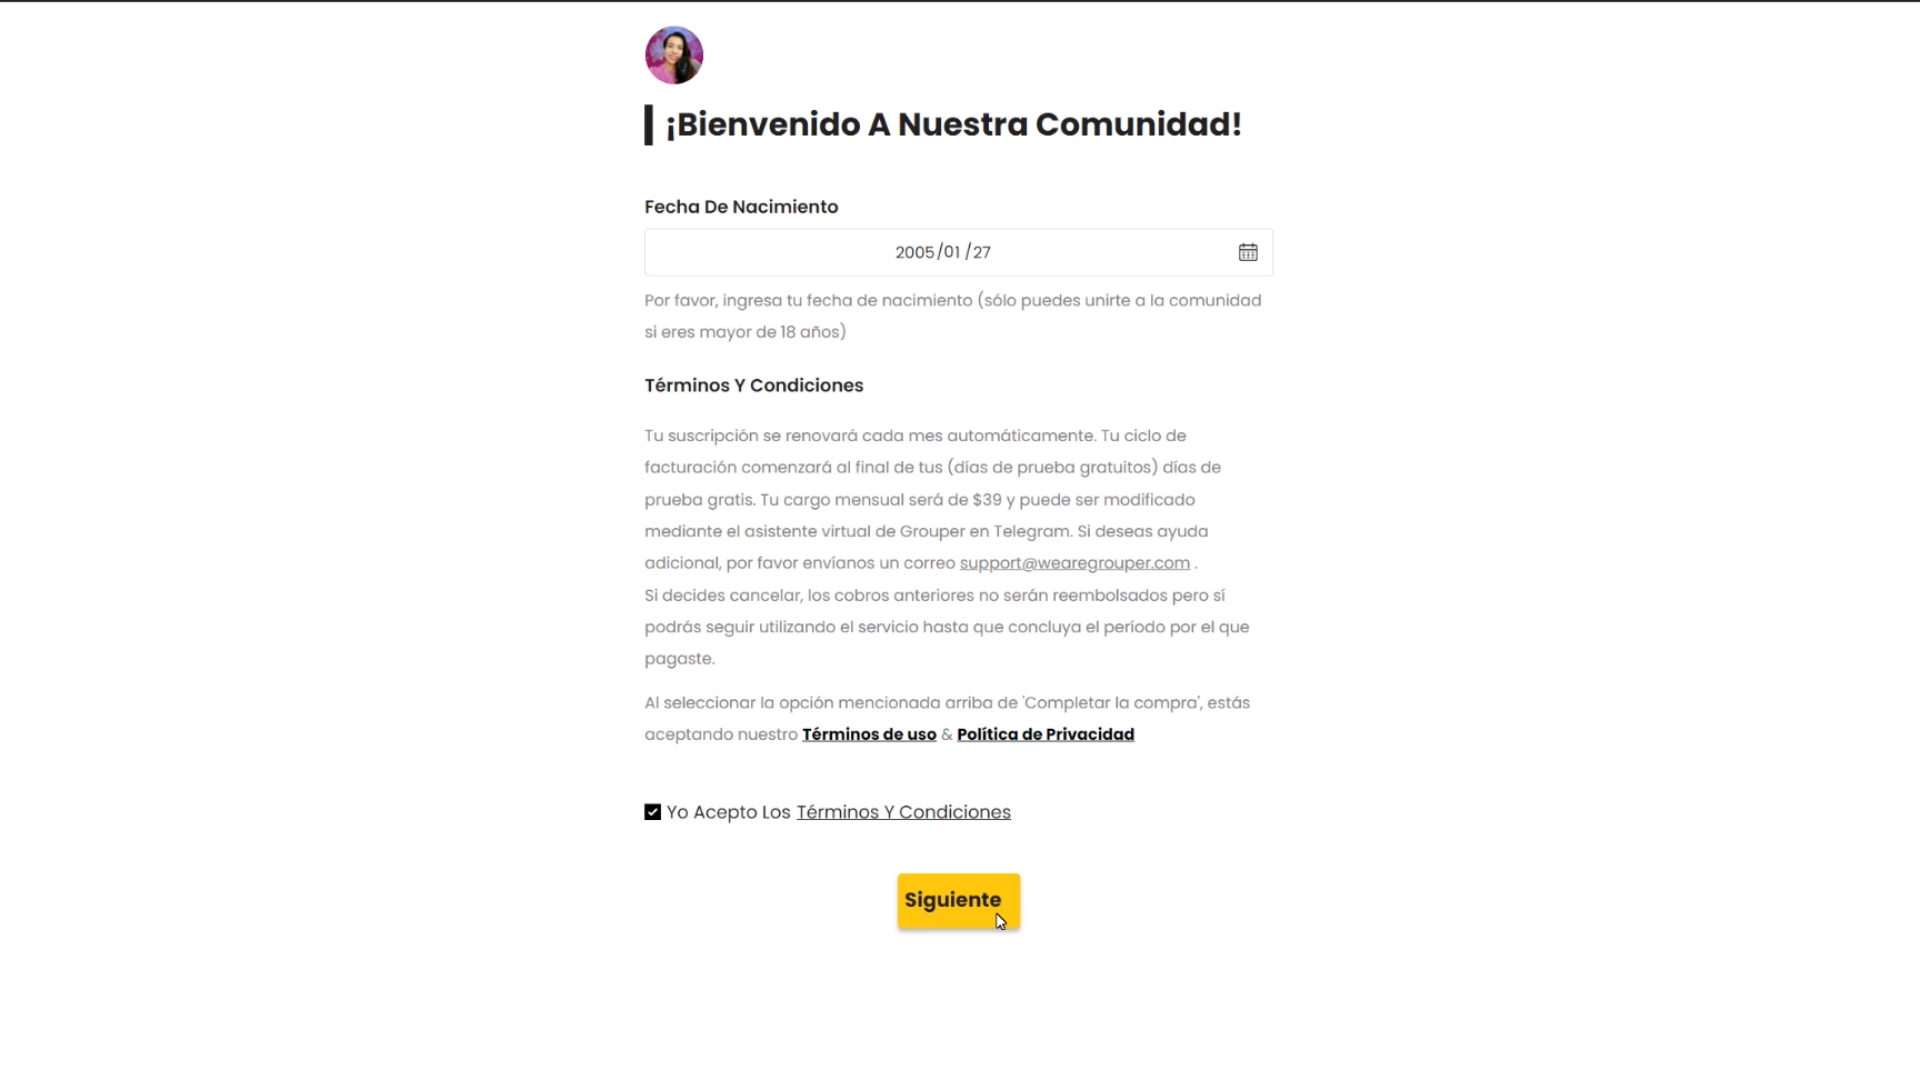 ¡Bienvenido A Nuestra Comunidad!
Fecha De Nacimiento
2005/01 /27
Por favor, ingresa tu fecha de nacimiento (sólo puedes unirte a la comunidad
si eres mayor de 18 años)
Términos Y Condiciones
Tu suscripción se renovará cada mes automáticamente. Tu ciclo de
facturación comenzará al final de tus (días de prueba gratuitos) días de
prueba gratis. Tu cargo mensual será de $39 y puede ser modificado
mediante el asistente virtual de Grouper en Telegram. Si deseas ayuda
adicional, por favor envíanos un correo support@wearegrouper.com .
Si decides cancelar, los cobros anteriores no serán reembolsados pero sí
podrás seguir utilizando el servicio hasta que concluya el período por el que
pagaste.
Al seleccionar la opción mencionada arriba de 'Completar la compra', estás
aceptando nuestro Términos de uso & Política de Privacidad
Yo Acepto Los Términos Y Condiciones
Siguiente